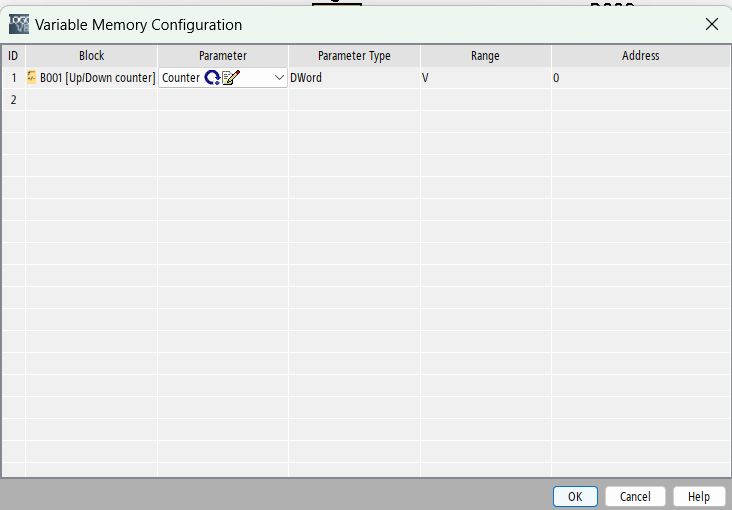 Variable Memory Configuration
ID Block Parameter Parameter Type Range Address
1 B001 [Up/Down counter] Counter DWord V 0
2
OK Cancel Help